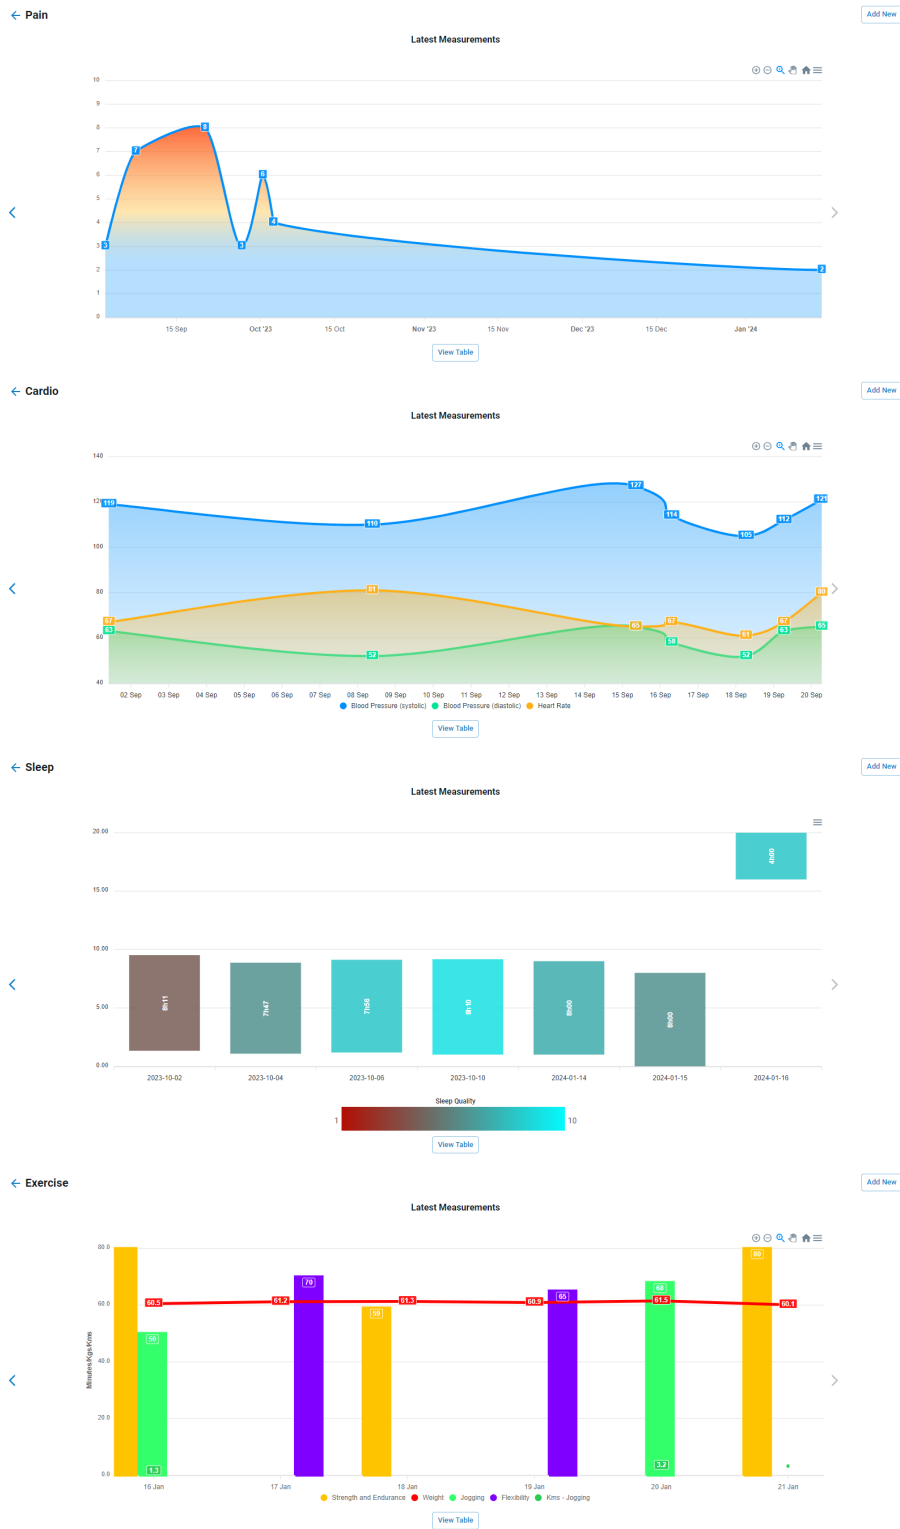 Pain
Add New
Latest Measurements
10
9
8
7
6
5
4
3
2
1
0
3
7
8
3
6
4
2
15 Sep Oct '23 15 Oct Nov '23 15 Nov Dec '23 15 Dec Jan '24
View Table
Cardio
Add New
Latest Measurements
140
120
100
80
60
40
119
110
127
114
105
112
121
67
81
65
67
61
67
80
63
52
58
52
63
65
02 Sep 03 Sep 04 Sep 05 Sep 06 Sep 07 Sep 08 Sep 09 Sep 10 Sep 11 Sep 12 Sep 13 Sep 14 Sep 15 Sep 16 Sep 17 Sep 18 Sep 19 Sep 20 Sep
Blood Pressure (systolic) Blood Pressure (diastolic) Heart Rate
View Table
Sleep
Add New
Latest Measurements
20.00
15.00
10.00
5.00
0.00
8h11
7h47
7h56
8h10
8h00
8h00
4h00
2023-10-02 2023-10-04 2023-10-06 2023-10-10 2024-01-14 2024-01-15 2024-01-16
Sleep Quality
1 10
View Table
Exercise
Add New
Latest Measurements
Minutes/Kgs/Kms
80.0
60.0
40.0
20.0
0.0
60.5
61.2
61.3
60.9
61.5
60.1
50
70
59
65
68
80
1.3
3.2
16 Jan 17 Jan 18 Jan 19 Jan 20 Jan 21 Jan
Strength and Endurance Weight Jogging Flexibility Kms - Jogging
View Table